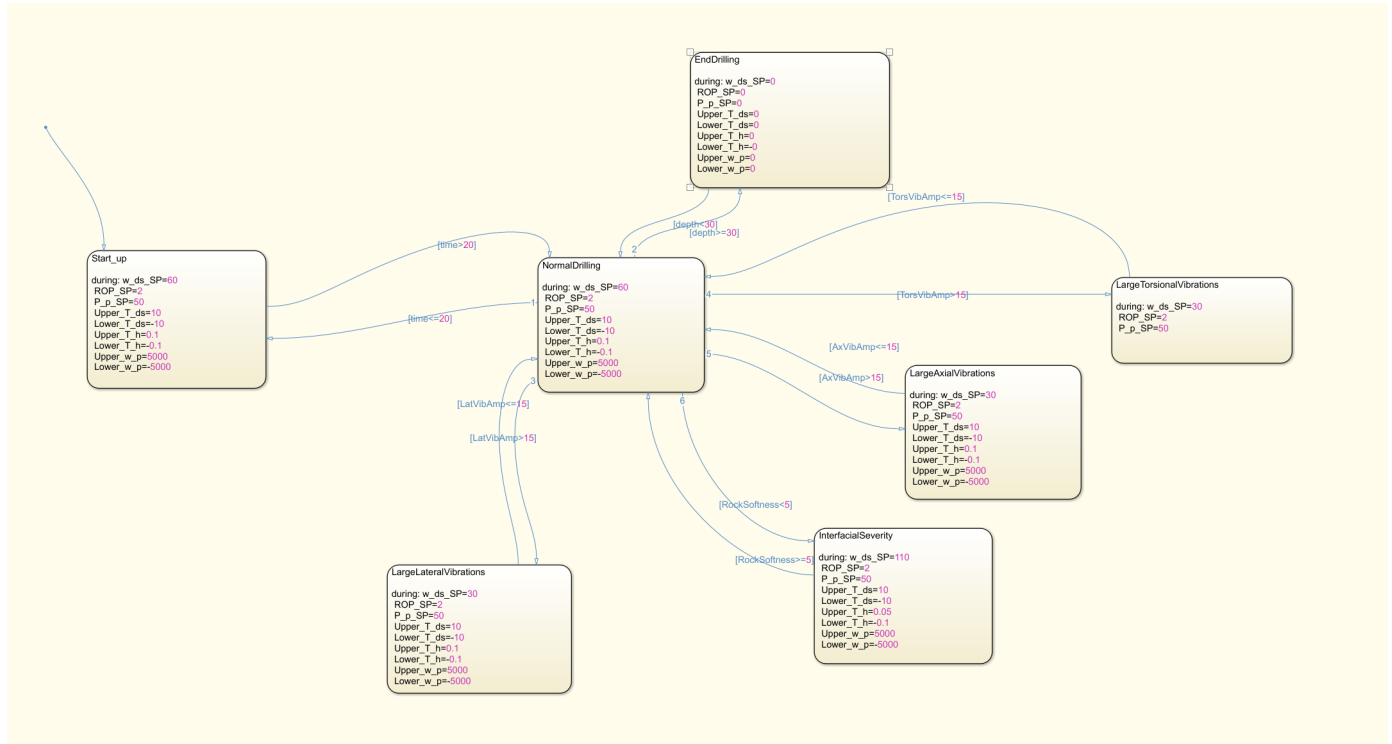 EndDrilling
during: w_ds_SP=0
ROP_SP=0
P_p_SP=0
Upper_T_ds=0
Lower_T_ds=0
Upper_T_h=0
Lower_T_h=-0
Upper_w_p=0
Lower_w_p=0
[TorsVibAmp<=15]
[depth<30]
[depth>=30]
2
[time>20]
Start_up
during: w_ds_SP=60
ROP_SP=2
P_p_SP=50
Upper_T_ds=10
Lower_T_ds=-10
Upper_T_h=0.1
Lower_T_h=-0.1
Upper_w_p=5000
Lower_w_p=-5000
[time<=20]
1
NormalDrilling
during: w_ds_SP=60
ROP_SP=2
P_p_SP=50
Upper_T_ds=10
Lower_T_ds=-10
Upper_T_h=0.1
Lower_T_h=-0.1
Upper_w_p=5000
Lower_w_p=-5000
4
[TorsVibAmp>15]
LargeTorsionalVibrations
during: w_ds_SP=30
ROP_SP=2
P_p_SP=50
5
[AxVibAmp<=15]
[AxVibAmp>15]
LargeAxialVibrations
during: w_ds_SP=30
ROP_SP=2
P_p_SP=50
Upper_T_ds=10
Lower_T_ds=-10
Upper_T_h=0.1
Lower_T_h=-0.1
Upper_w_p=5000
Lower_w_p=-5000
3
[LatVibAmp<=15]
[LatVibAmp>15]
6
[RockSoftness<5]
[RockSoftness>=5]
InterfacialSeverity
during: w_ds_SP=110
ROP_SP=2
P_p_SP=50
Upper_T_ds=10
Lower_T_ds=-10
Upper_T_h=0.05
Lower_T_h=-0.1
Upper_w_p=5000
Lower_w_p=-5000
LargeLateralVibrations
during: w_ds_SP=30
ROP_SP=2
P_p_SP=50
Upper_T_ds=10
Lower_T_ds=-10
Upper_T_h=0.1
Lower_T_h=-0.1
Upper_w_p=5000
Lower_w_p=-5000